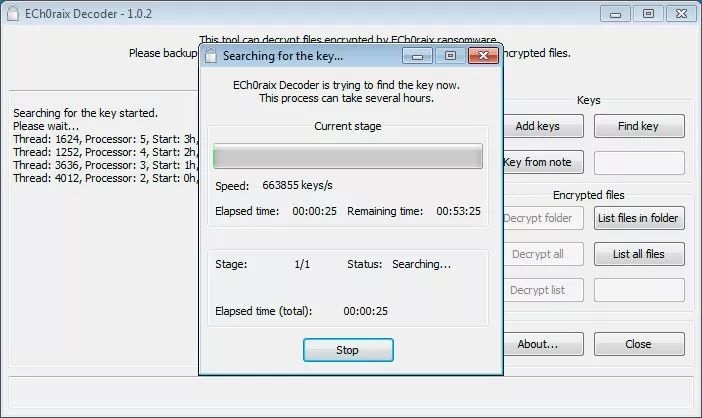 ECh0raix Decoder - 1.0.2
This tool can decrypt files encrypted by ECh0raix ransomware
Please backup
crypted files.
Searching for the key started.
Please wait...
Thread: 1624, Processor: 5, Start: 3h,
Thread: 1252, Processor: 4, Start: 2h,
Thread: 3636, Processor: 3, Start: 1h,
Thread: 4012, Processor: 2, Start: 0h,
Searching for the key...
ECh0raix Decoder is trying to find the key now.
This process can take several hours.
Current stage
Speed: 663855 keys/s
Elapsed time: 00:00:25 Remaining time: 00:53:25
Stage: 1/1 Status: Searching...
Elapsed time (total): 00:00:25
Stop
Keys
Add keys Find key
Key from note
Encrypted files
Decrypt folder List files in folder
Decrypt all List all files
Decrypt list
About... Close